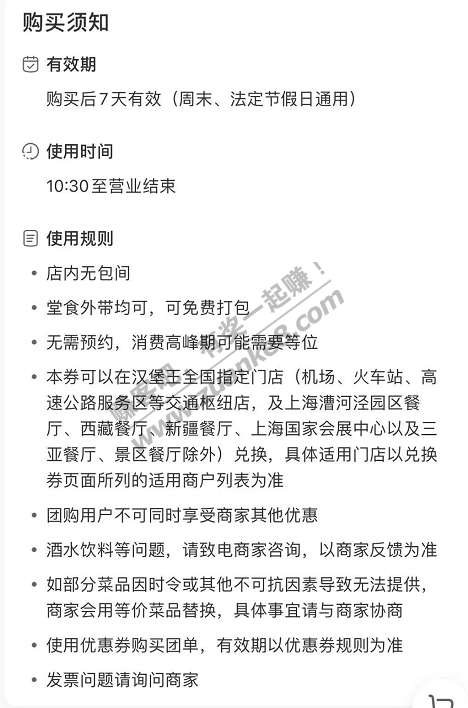 购买须知
有效期
购买后7天有效（周末、法定节假日通用）
使用时间
10:30至营业结束
使用规则
• 店内无包间
• 堂食外带均可，可免费打包
• 无需预约，消费高峰期可能需要等位
• 本券可以在汉堡王全国指定门店（机场、火车站、高
速公路服务区等交通枢纽店，及上海漕河泾园区餐
厅、西藏餐厅、新疆餐厅、上海国家会展中心以及三
亚餐厅、景区餐厅除外）兑换，具体适用门店以兑换
券页面所列的适用商户列表为准
• 团购用户不可同时享受商家其他优惠
• 酒水饮料等问题，请致电商家咨询，以商家反馈为准
• 如部分菜品因时令或其他不可抗因素导致无法提供，
商家会用等价菜品替换，具体事宜请与商家协商
• 使用优惠券购买团单，有效期以优惠券规则为准
• 发票问题请询问商家
赚客吧，有奖一起赚！
www.zuanke8.com